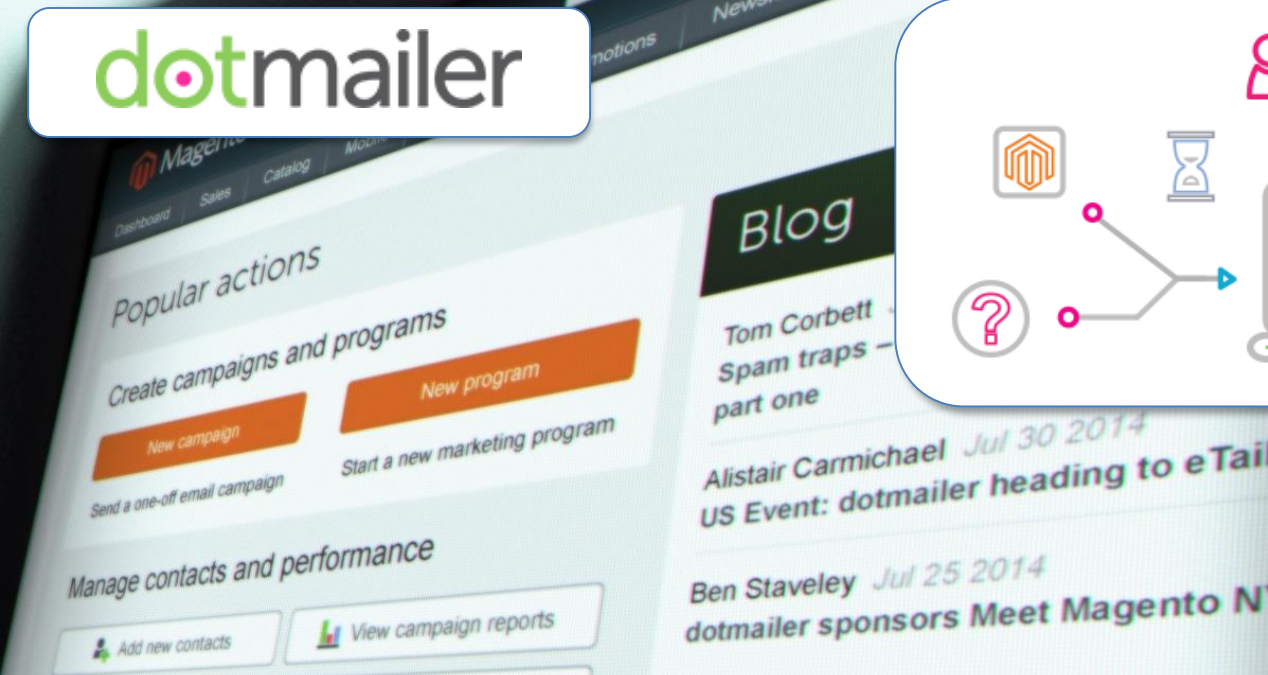 dotmailer
Newsl
Magento
Dashboard Sales Catalog Mobile motions
Popular actions
Create campaigns and programs
New campaign New program
Send a one-off email campaign Start a new marketing program
Manage contacts and performance
Add new contacts View campaign reports
Blog
Tom Corbett
Spam traps –
part one
Alistair Carmichael Jul 30 2014
US Event: dotmailer heading to eTail
Ben Staveley Jul 25 2014
dotmailer sponsors Meet Magento NY
?